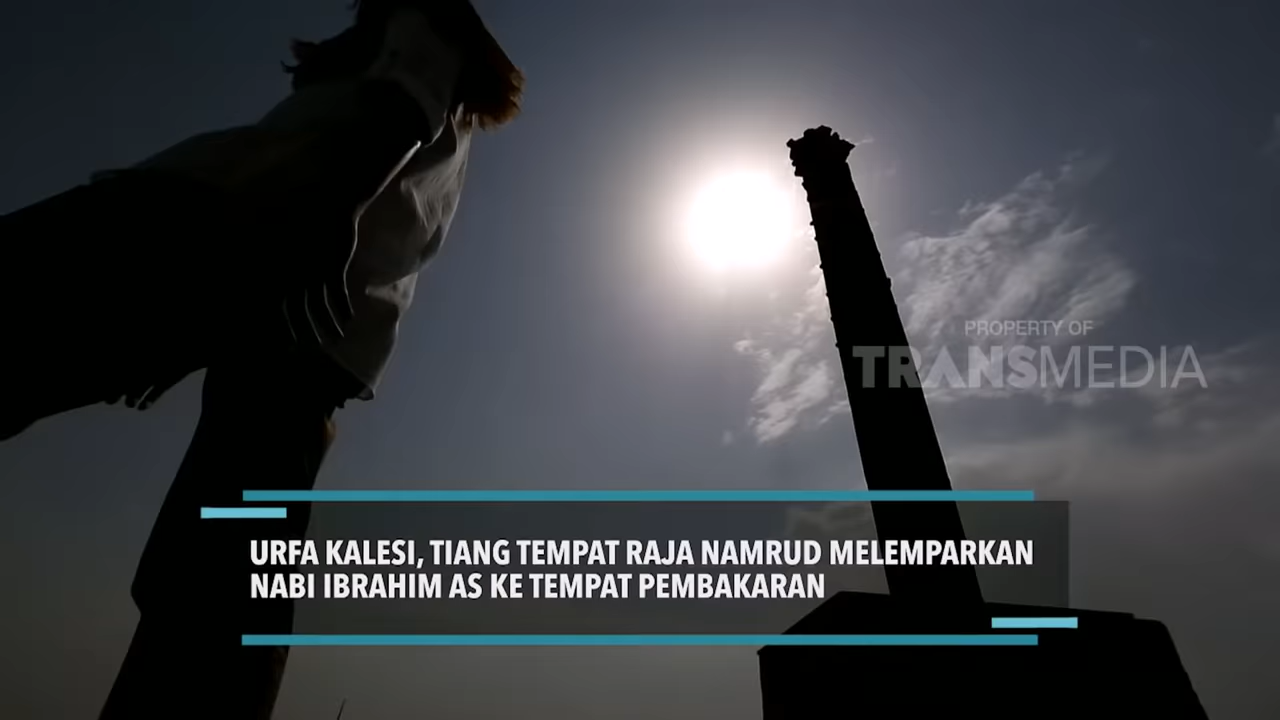 PROPERTY OF
TRANSMEDIA
URFA KALESI, TIANG TEMPAT RAJA NAMRUD MELEMPARKAN
NABI IBRAHIM AS KE TEMPAT PEMBAKARAN